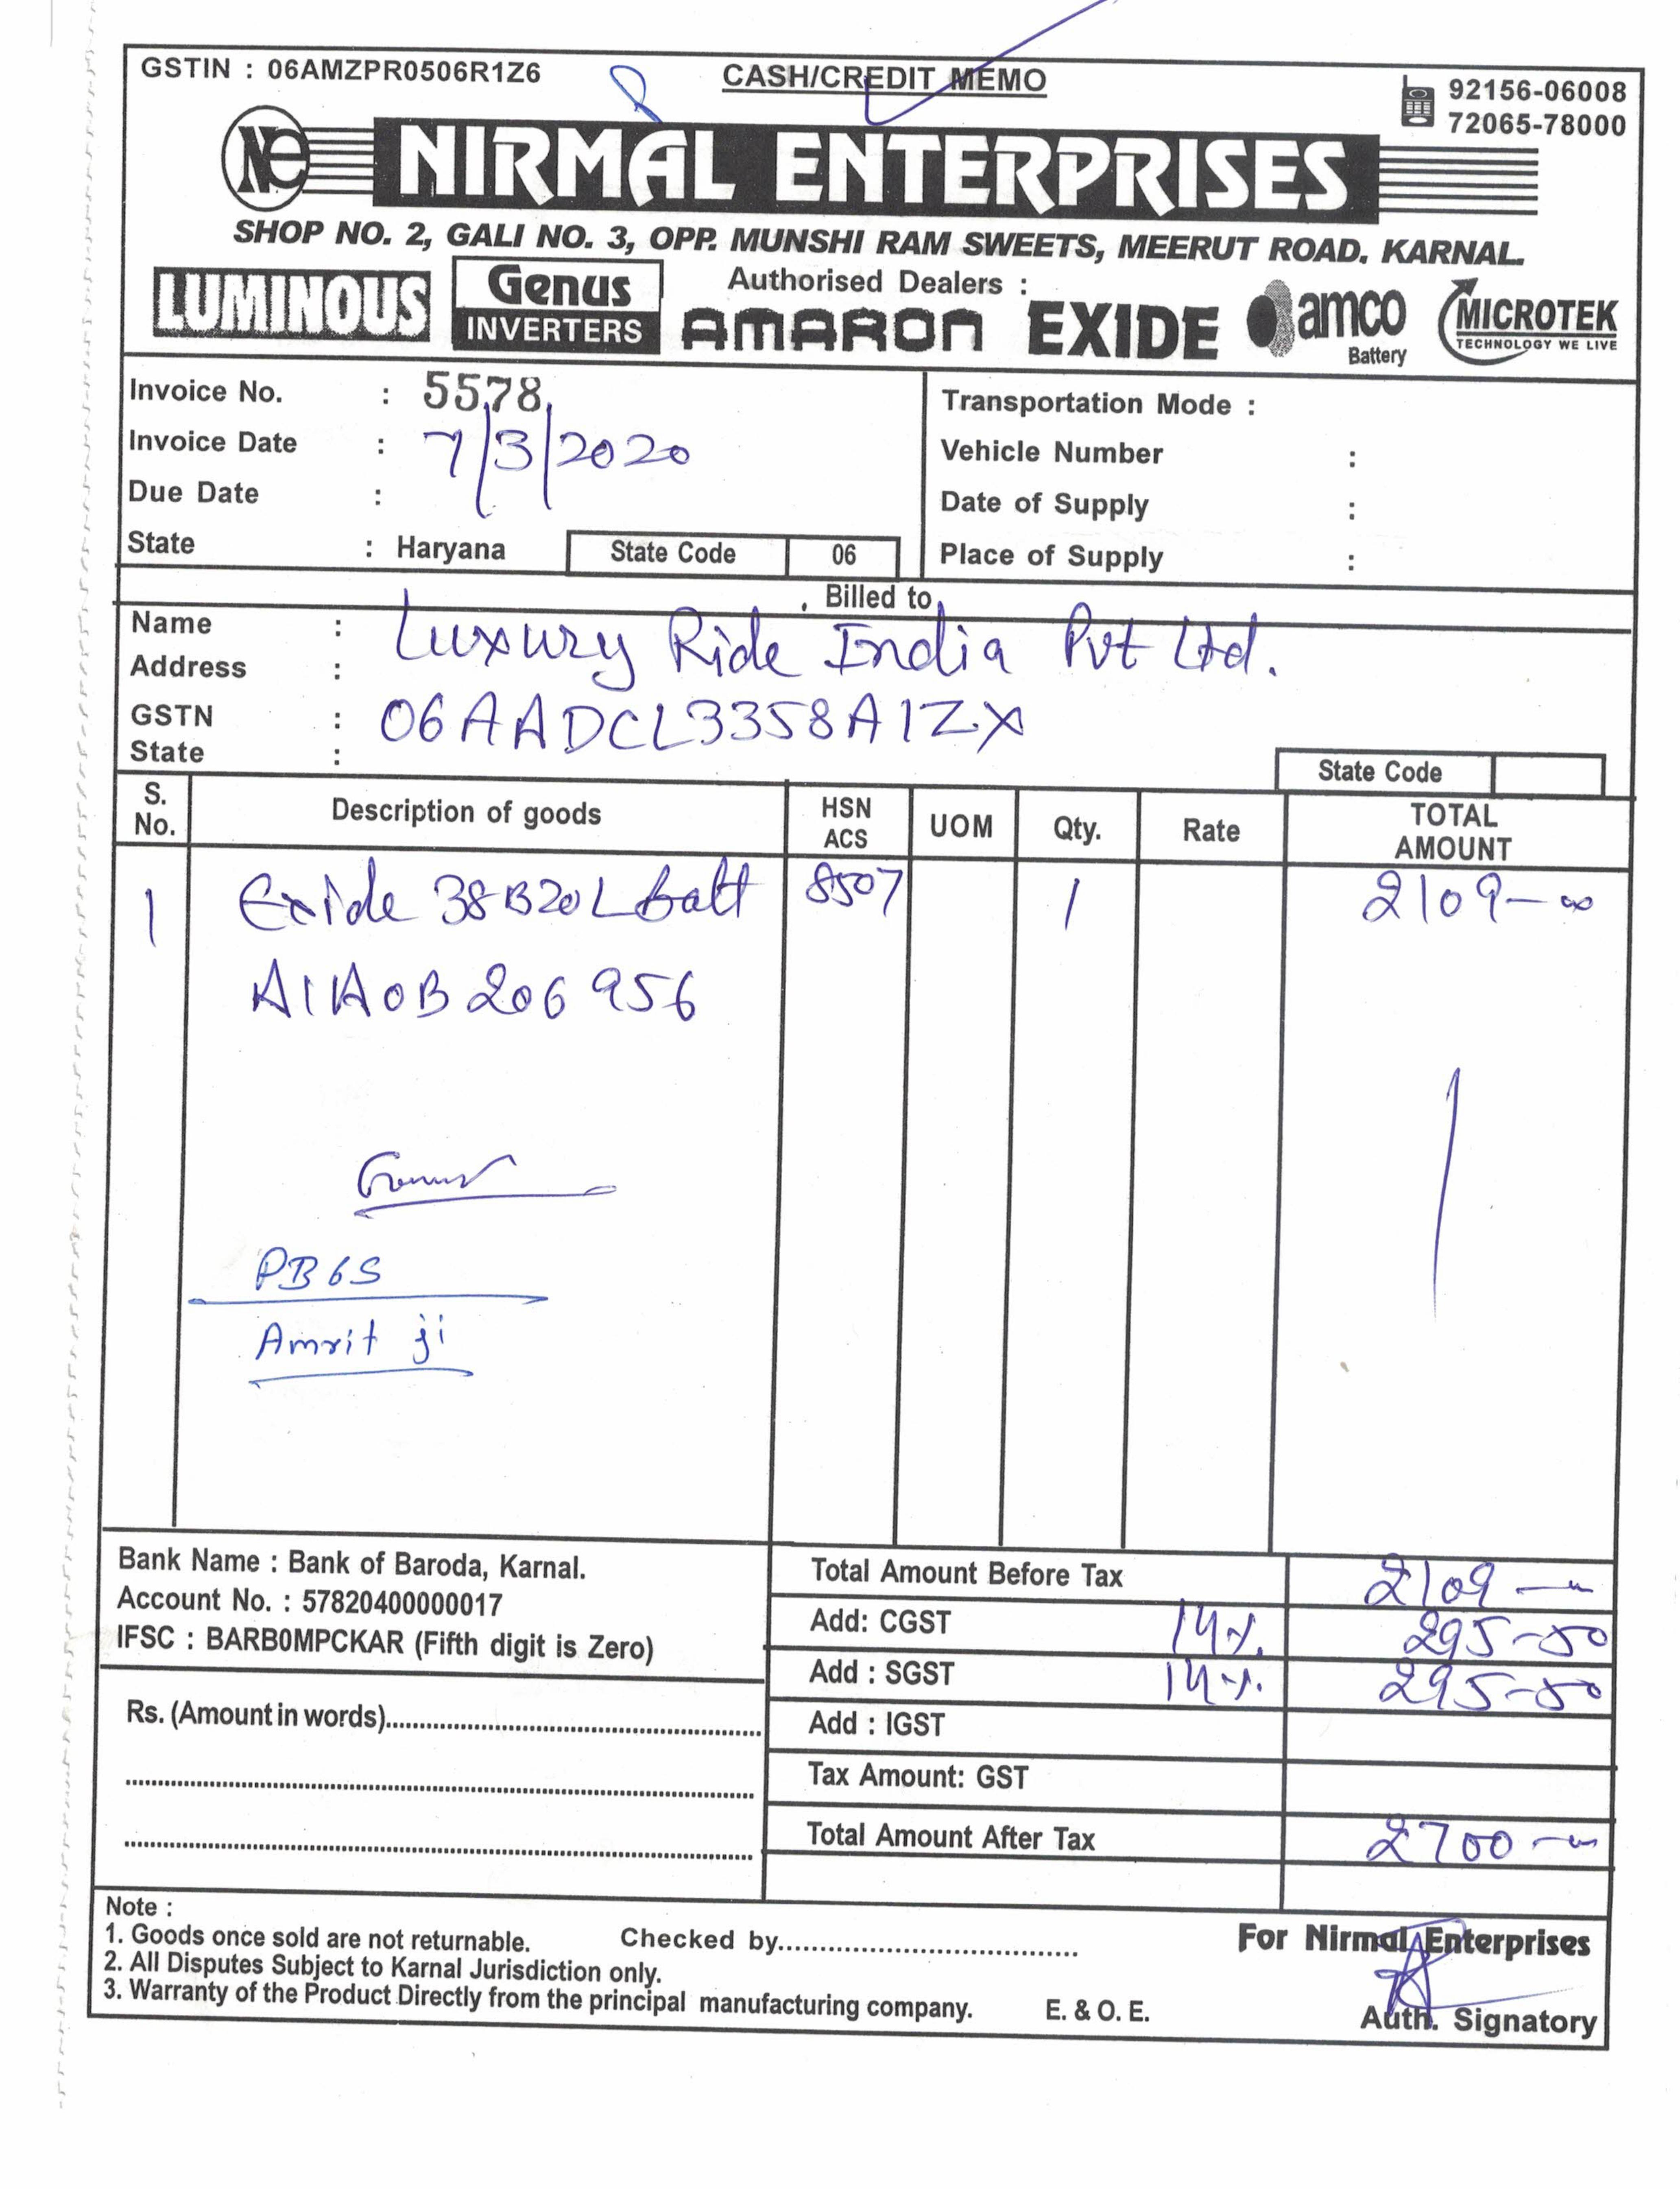 GSTIN : 06AMZPR0506R1Z6
CASH/CREDIT MEMO
92156-06008
72065-78000
NE NIRMAL ENTERPRISES
SHOP NO. 2, GALI NO. 3, OPP. MUNSHI RAM SWEETS, MEERUT ROAD. KARNAL.
Authorised Dealers :
LUMINOUS Genus INVERTERS AMARON EXIDE amco Battery MICROTEK TECHNOLOGY WE LIVE
Invoice No. : 5578
Invoice Date : 7/3/2020
Due Date :
State : Haryana State Code 06
Transportation Mode :
Vehicle Number :
Date of Supply :
Place of Supply :
Billed to
Name : Luxury Ride India Pvt Ltd.
Address :
GSTN : 06AADCL3358A1ZX
State :
State Code
S. No. Description of goods HSN ACS UOM Qty. Rate TOTAL AMOUNT
1 Exide 38B20L Batt 8507 1 2109-00
A1A0B206956
PB65
Amrit ji
Bank Name : Bank of Baroda, Karnal.
Account No. : 57820400000017
IFSC : BARB0MPCKAR (Fifth digit is Zero)
Rs. (Amount in words)
Total Amount Before Tax 2109-00
Add: CGST 14% 295-50
Add : SGST 14% 295-50
Add : IGST
Tax Amount: GST
Total Amount After Tax 2700-00
Note :
1. Goods once sold are not returnable.
2. All Disputes Subject to Karnal Jurisdiction only.
3. Warranty of the Product Directly from the principal manufacturing company.
Checked by
E. & O. E.
For Nirmal Enterprises
Auth. Signatory